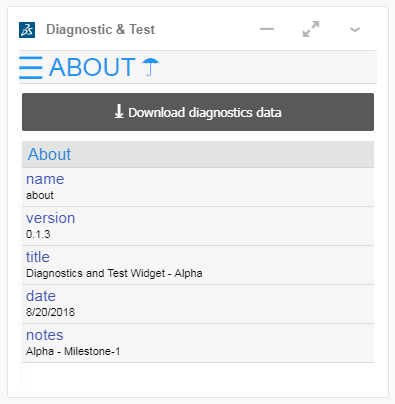 Diagnostic & Test
ABOUT
Download diagnostics data
About
name
about
version
0.1.3
title
Diagnostics and Test Widget - Alpha
date
8/20/2018
notes
Alpha - Milestone-1